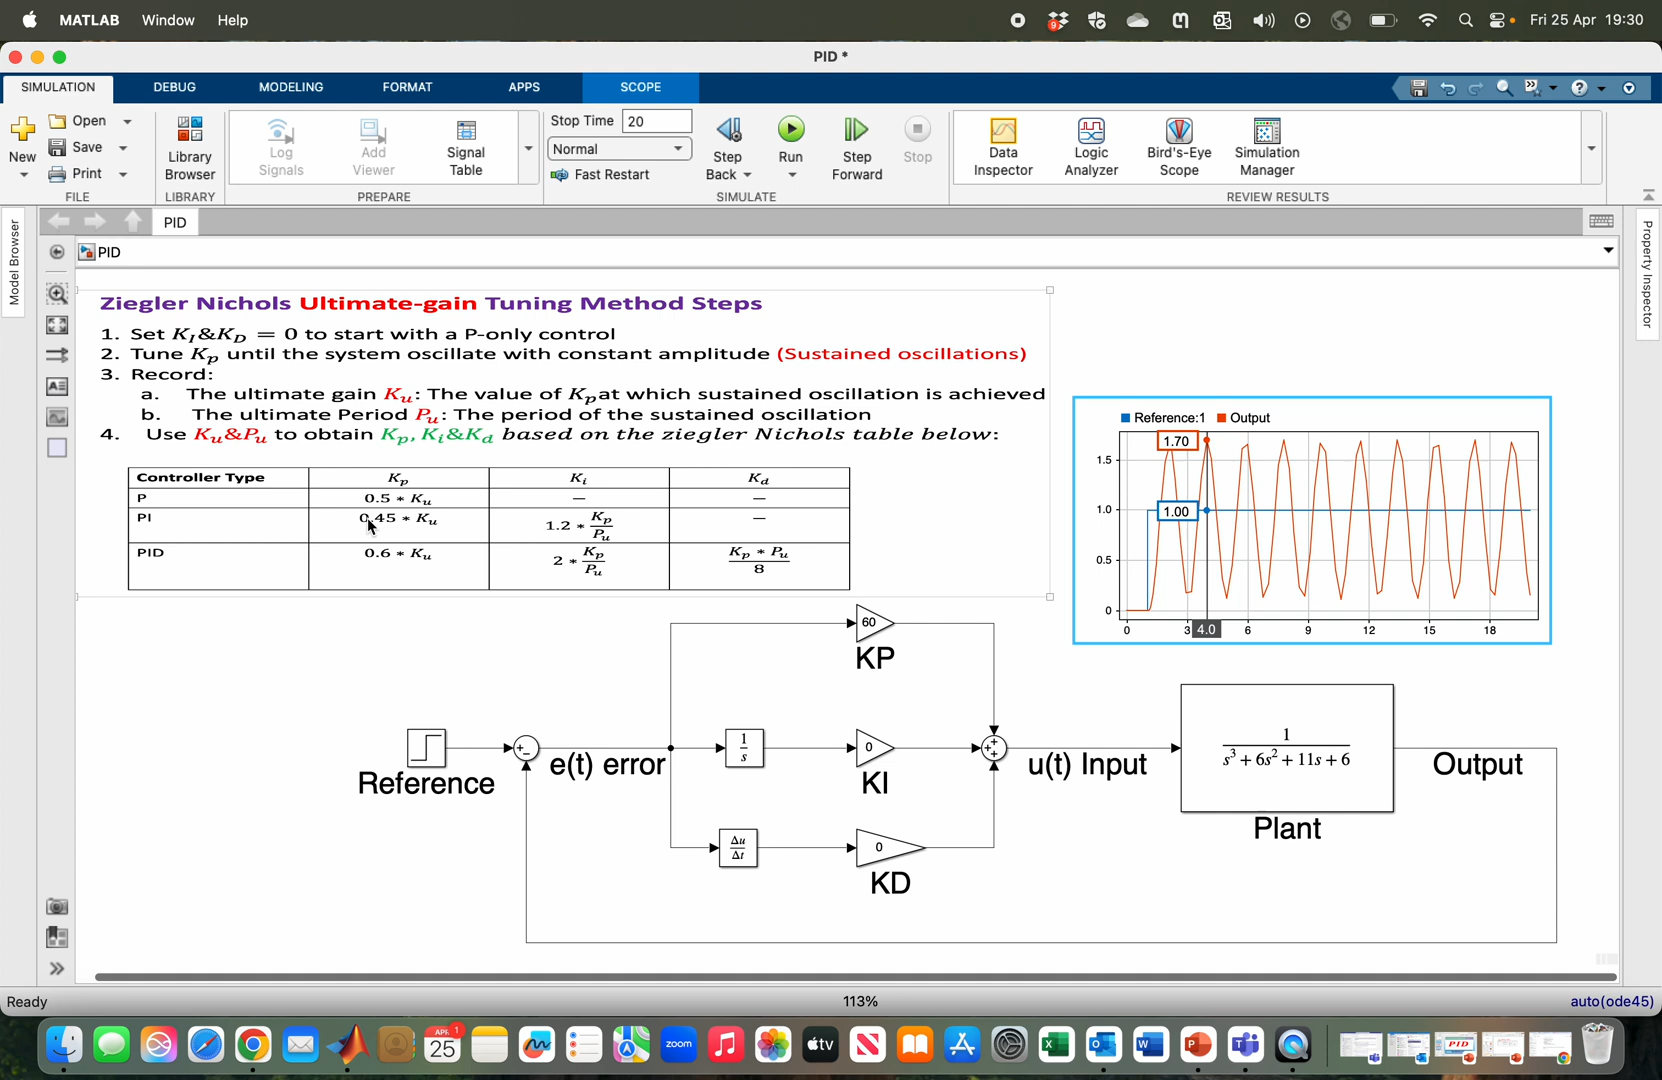 MATLAB Window Help
9
Fri 25 Apr 19:30
PID *
SIMULATION DEBUG MODELING FORMAT APPS SCOPE
New
Open
Save
Print
FILE
Library Browser
LIBRARY
Log Signals
Add Viewer
Signal Table
PREPARE
Stop Time 20
Normal
Fast Restart
Step Back
Run
Step Forward
Stop
SIMULATE
Data Inspector
Logic Analyzer
Bird's-Eye Scope
Simulation Manager
REVIEW RESULTS
Model Browser
PID
PID
Property Inspector
Ziegler Nichols Ultimate-gain Tuning Method Steps
1. Set K_I&K_D = 0 to start with a P-only control
2. Tune K_p until the system oscillate with constant amplitude (Sustained oscillations)
3. Record:
a. The ultimate gain K_u: The value of K_p at which sustained oscillation is achieved
b. The ultimate Period P_u: The period of the sustained oscillation
4. Use K_u&P_u to obtain K_p, K_i&K_d based on the ziegler Nichols table below:
Controller Type K_p K_i K_d
P 0.5 * K_u — —
PI 0.45 * K_u 1.2 * K_p/P_u —
PID 0.6 * K_u 2 * K_p/P_u K_p * P_u/8
Reference:1 Output
1.70
1.5
1.0
1.00
0.5
0
0 3 4.0 6 9 12 15 18
60
KP
Reference
+
−
e(t) error
1/s
0
KI
Δu/Δt
0
KD
+
+
+
u(t) Input
1/(s³ + 6s² + 11s + 6)
Plant
Output
Ready
113%
auto(ode45)
APR 25
1
zoom
tv
N
X
O
W
P
T
PID